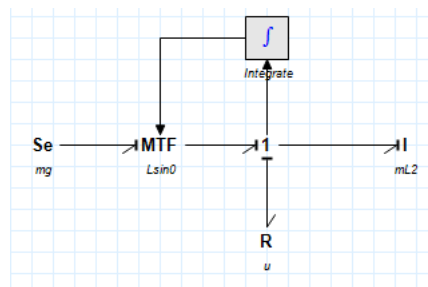 ∫
Integrate
Se MTF 1 I
mg Lsin0 mL2
R
u